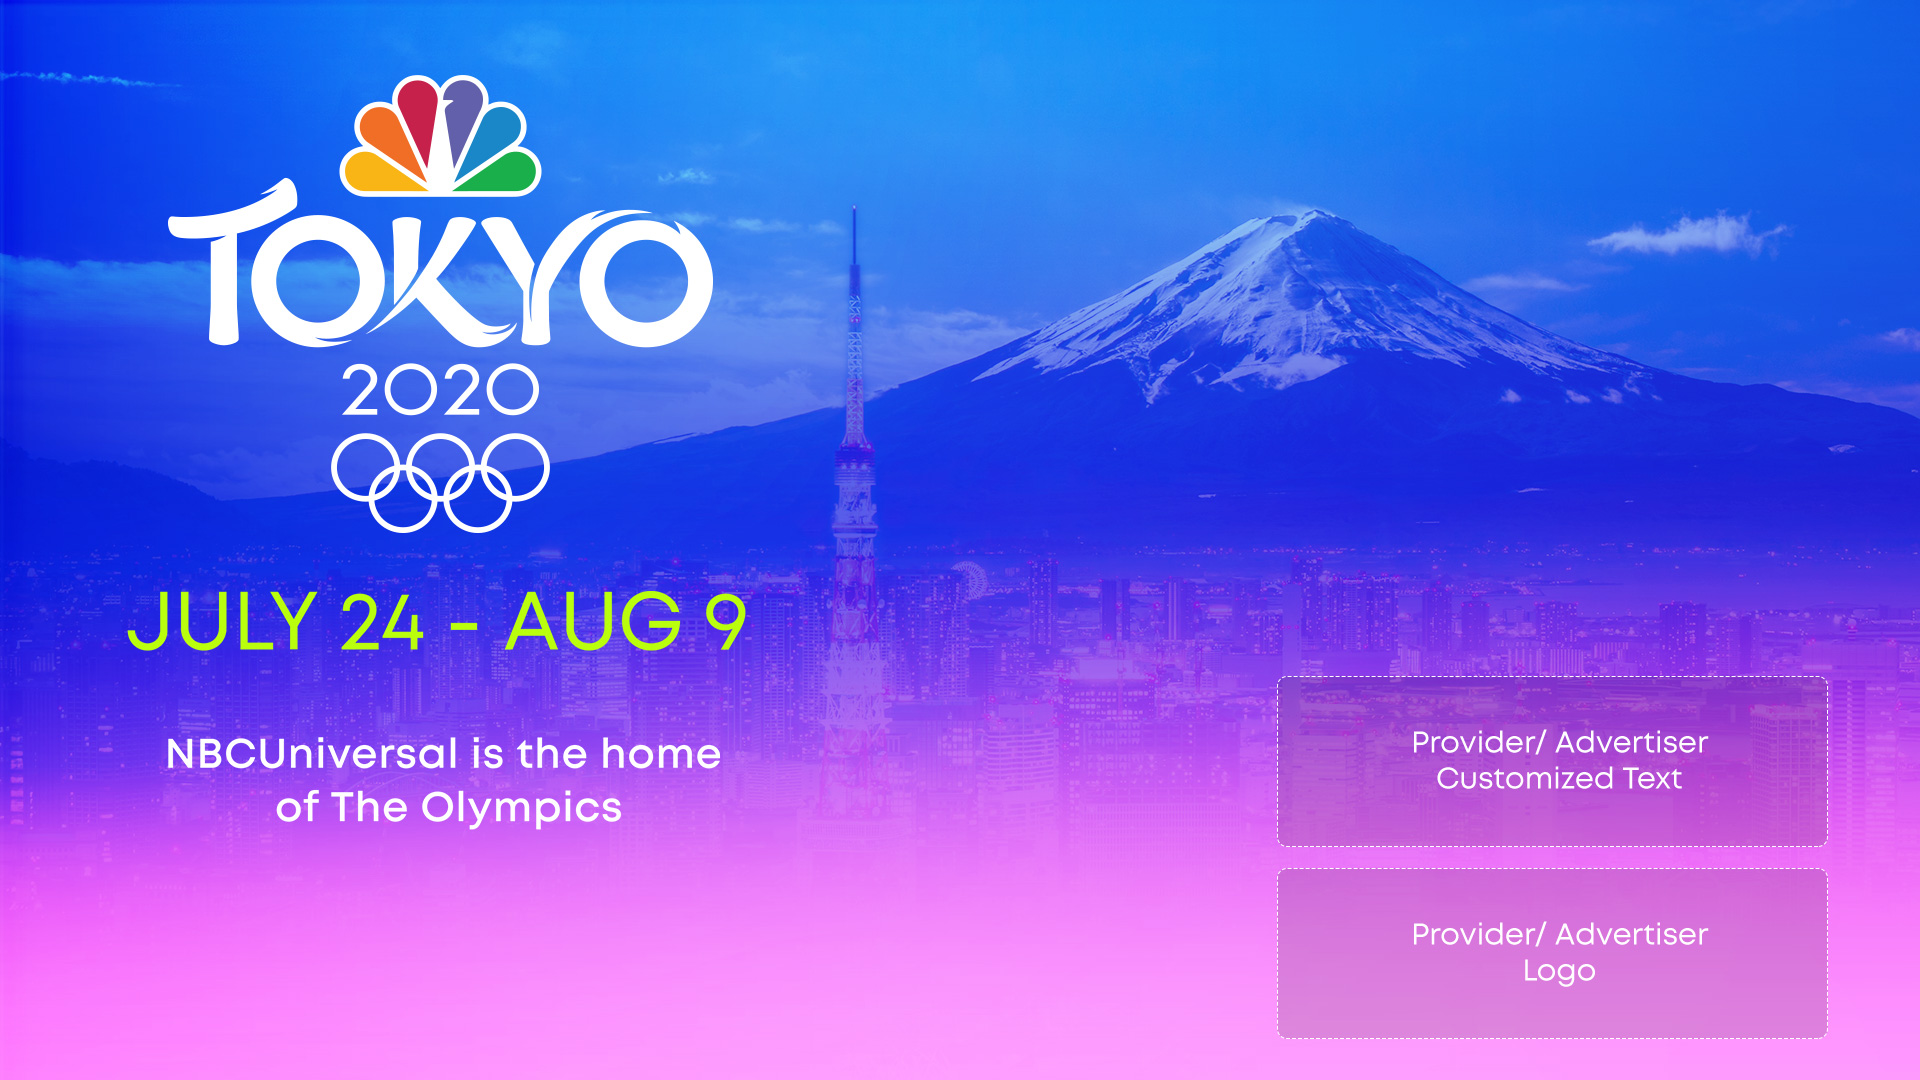 TOKYO
2020
JULY 24 - AUG 9
NBCUniversal is the home
of The Olympics
Provider/ Advertiser
Customized Text
Provider/ Advertiser
Logo